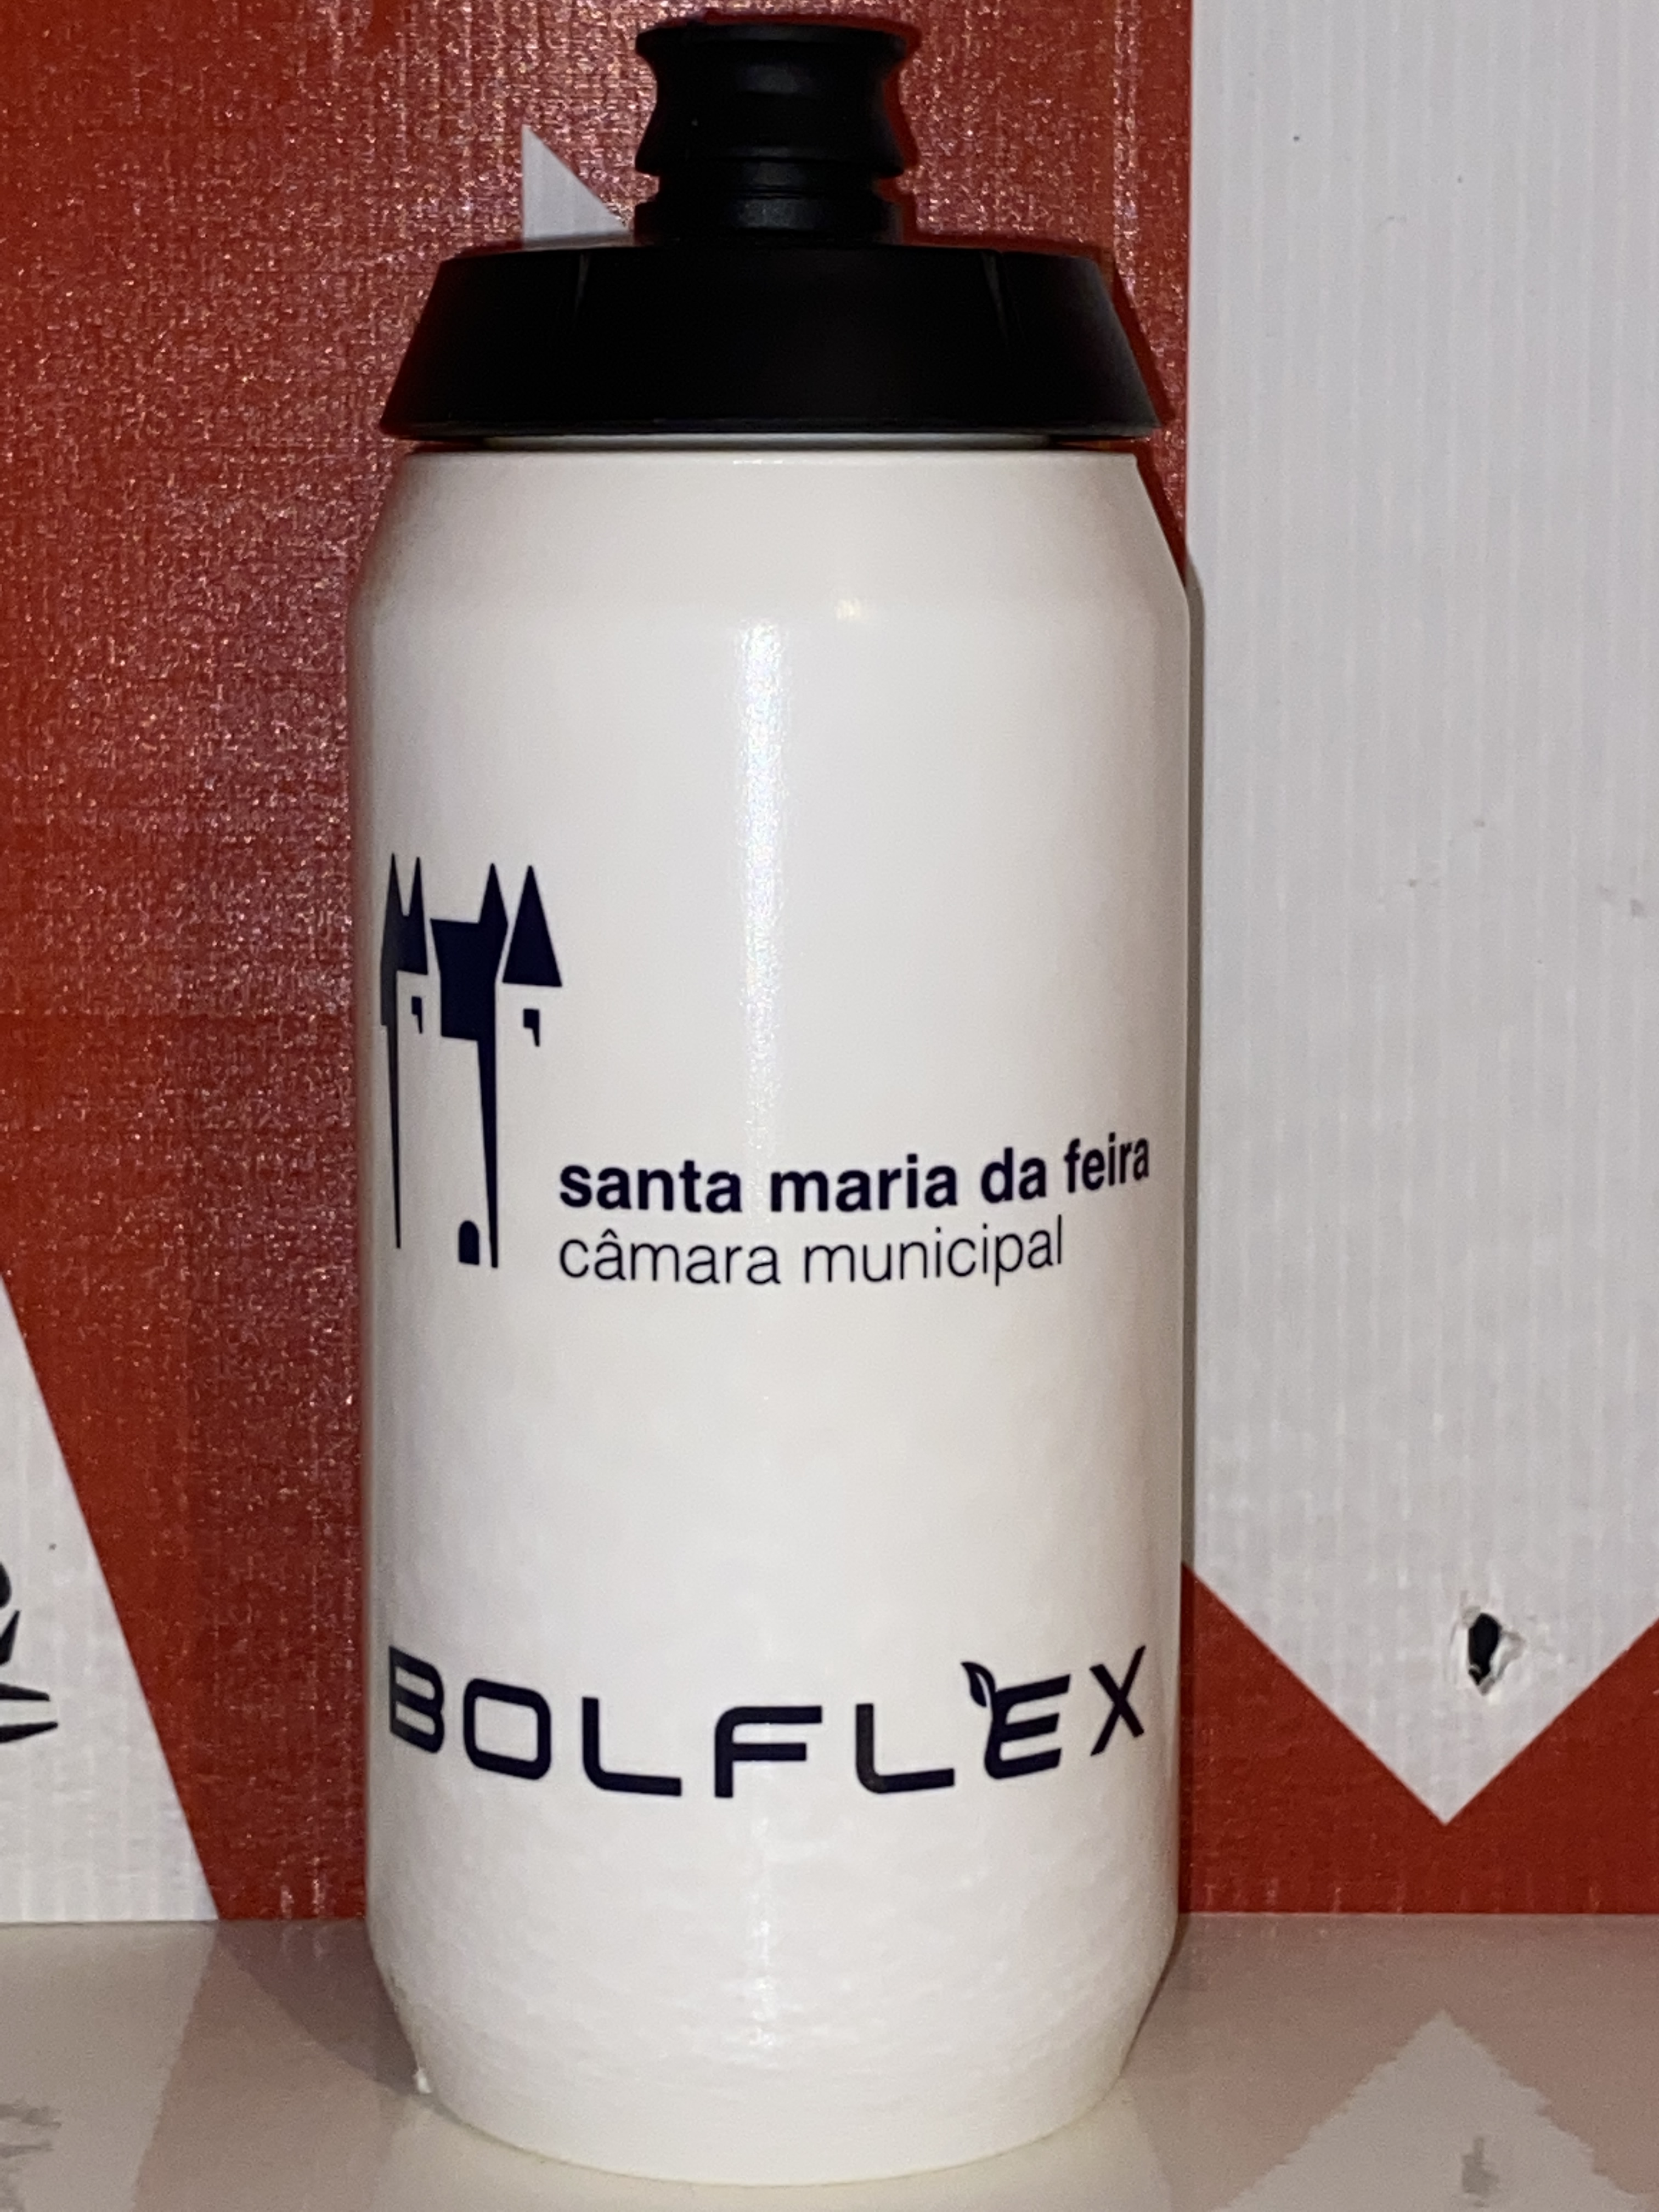 santa maria da feira
câmara municipal
BOLFLEX